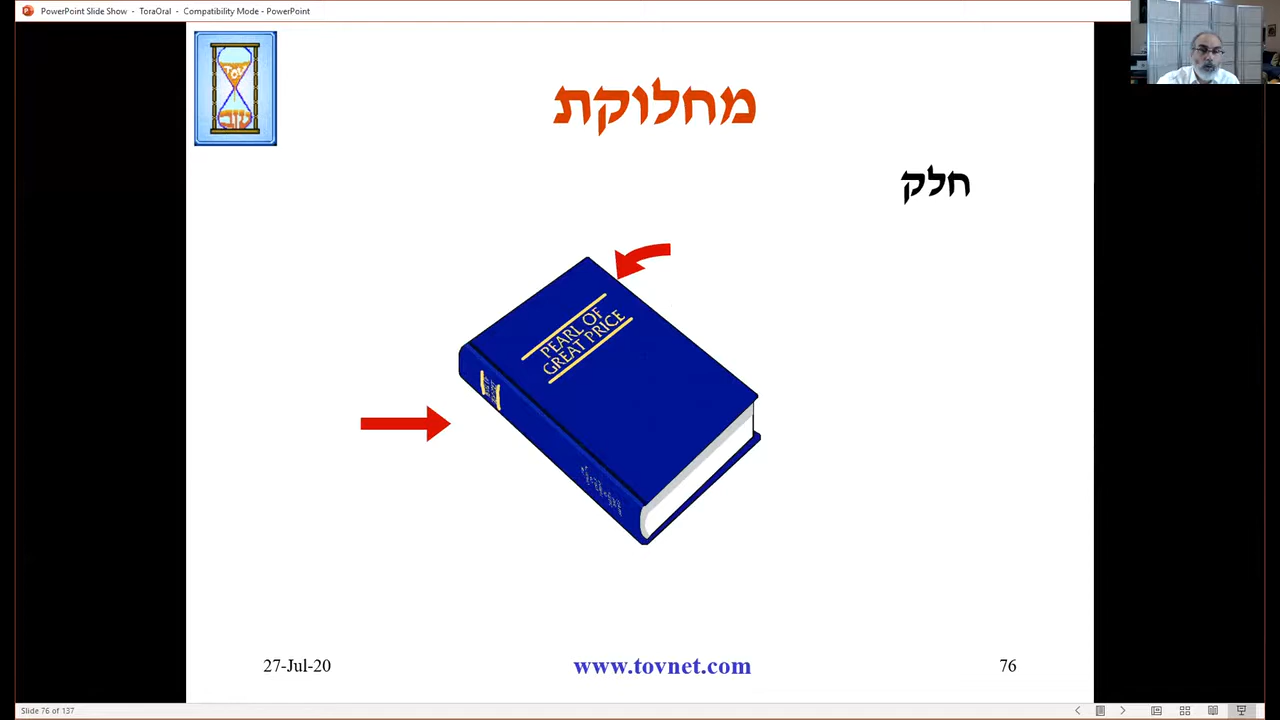 PowerPoint Slide Show - ToraOral - Compatibility Mode - PowerPoint
TOV
מחלוקת
חלק
PEARL OF
GREAT PRICE
27-Jul-20
www.tovnet.com
76
Slide 76 of 137